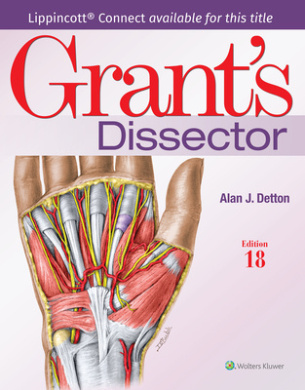 Lippincott® Connect available for this title
Grant's
Dissector
Alan J. Detton
Edition
18
Wolters Kluwer